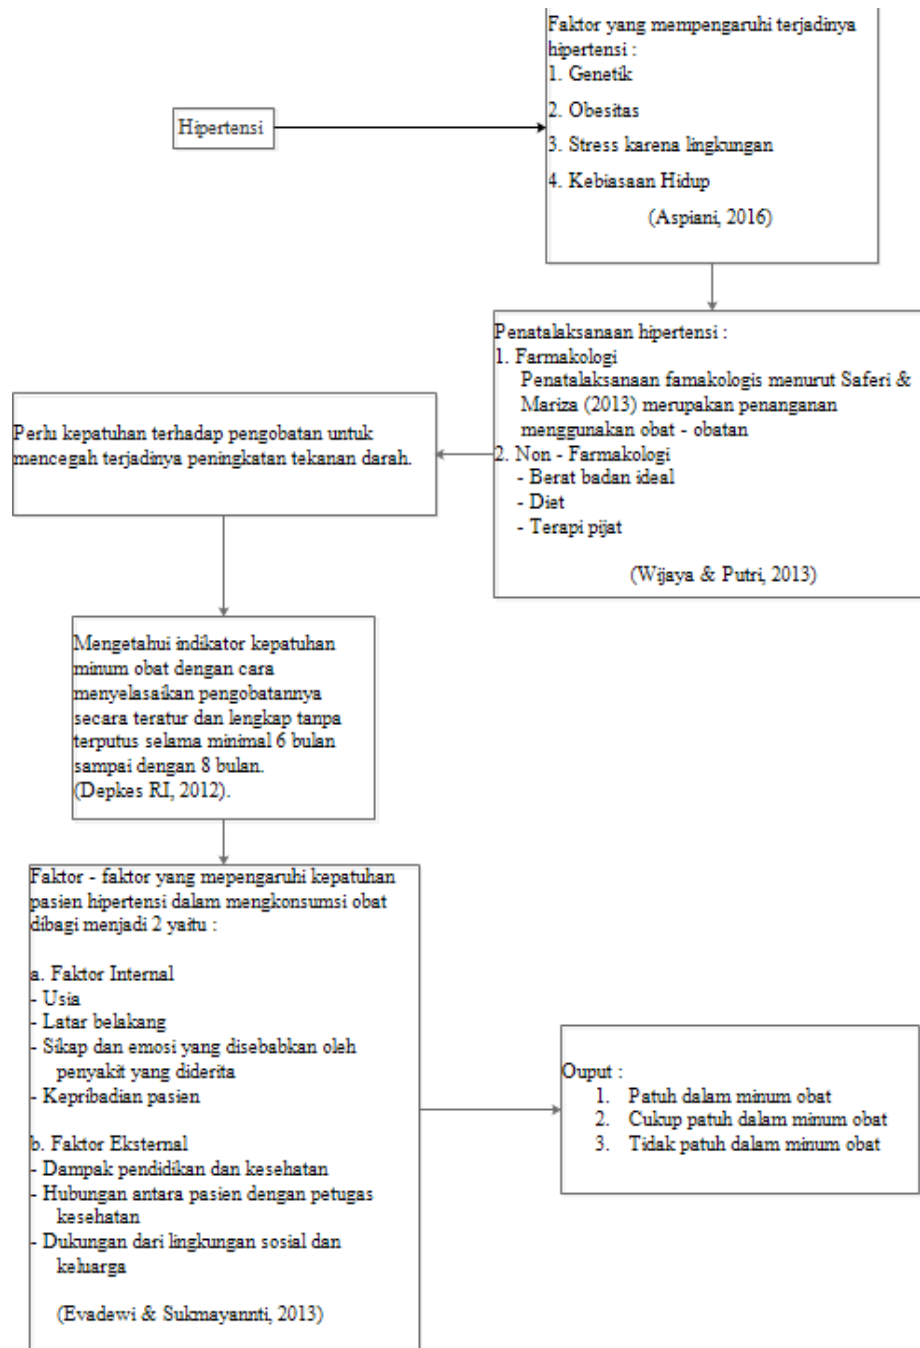 Faktor yang mempengaruhi terjadinya
hipertensi :
1. Genetik
2. Obesitas
3. Stress karena lingkungan
4. Kebiasaan Hidup
(Aspiani, 2016)
Hipertensi
Penatalaksanaan hipertensi :
1. Farmakologi
Penatalaksanaan famakologis menurut Saferi &
Mariza (2013) merupakan penanganan
menggunakan obat - obatan
2. Non - Farmakologi
- Berat badan ideal
- Diet
- Terapi pijat
(Wijaya & Putri, 2013)
Perlu kepatuhan terhadap pengobatan untuk
mencegah terjadinya peningkatan tekanan darah.
Mengetahui indikator kepatuhan
minum obat dengan cara
menyelasaikan pengobatannya
secara teratur dan lengkap tanpa
terputus selama minimal 6 bulan
sampai dengan 8 bulan.
(Depkes RI, 2012).
Faktor - faktor yang mepengaruhi kepatuhan
pasien hipertensi dalam mengkonsumsi obat
dibagi menjadi 2 yaitu :
a. Faktor Internal
- Usia
- Latar belakang
- Sikap dan emosi yang disebabkan oleh
penyakit yang diderita
- Kepribadian pasien
b. Faktor Eksternal
- Dampak pendidikan dan kesehatan
- Hubungan antara pasien dengan petugas
kesehatan
- Dukungan dari lingkungan sosial dan
keluarga
(Evadewi & Sukmayannti, 2013)
Ouput :
1. Patuh dalam minum obat
2. Cukup patuh dalam minum obat
3. Tidak patuh dalam minum obat